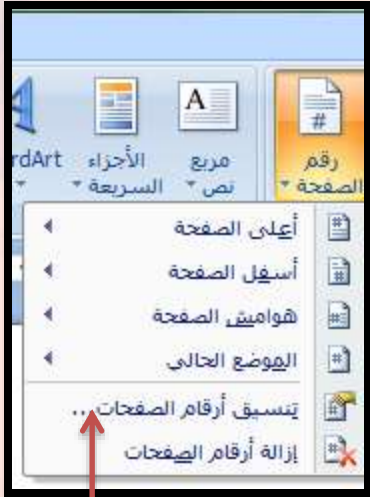 رقم الصفحة
مربع نص
الأجزاء السريعة
rdArt
أعلى الصفحة
أسفل الصفحة
هوامش الصفحة
الموضع الحالي
تنسيق أرقام الصفحات...
إزالة أرقام الصفحات